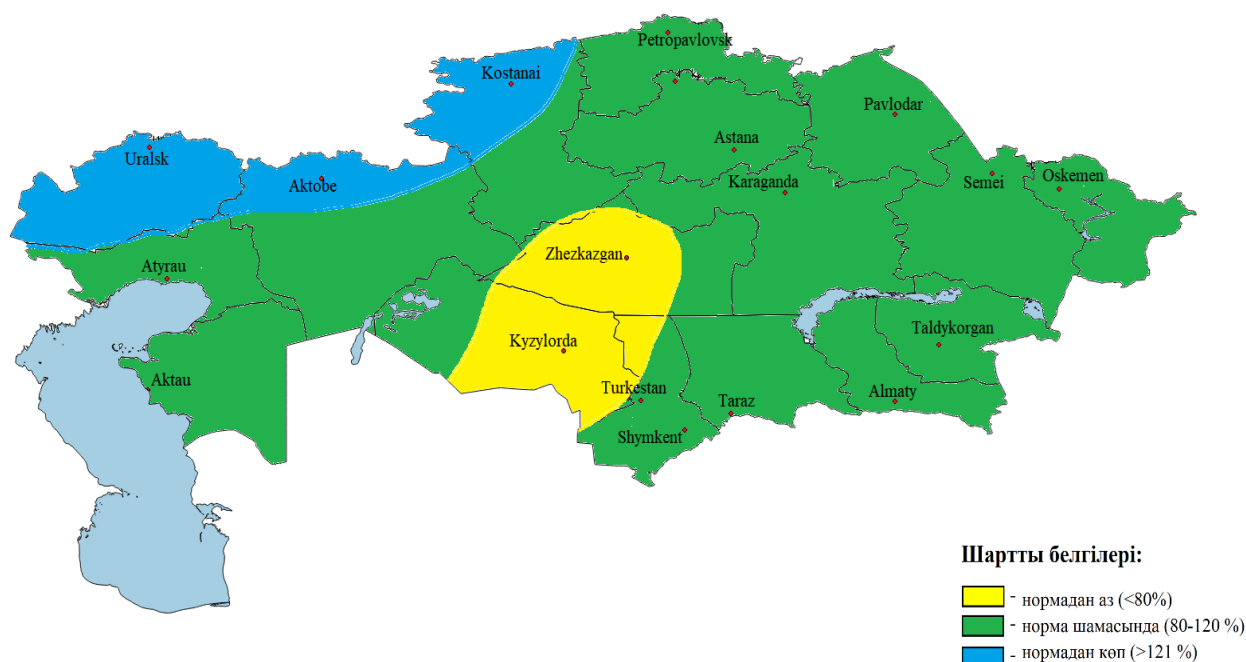 Petropavlovsk
Kostanai
Pavlodar
Astana
Uralsk
Aktobe
Karaganda
Semei
Oskemen
Zhezkazgan
Atyrau
Taldykorgan
Kyzylorda
Aktau
Turkestan
Almaty
Taraz
Shymkent
Шартты белгілері:
- нормадан аз (<80%)
- норма шамасында (80-120 %)
- нормадан көп (>121 %)